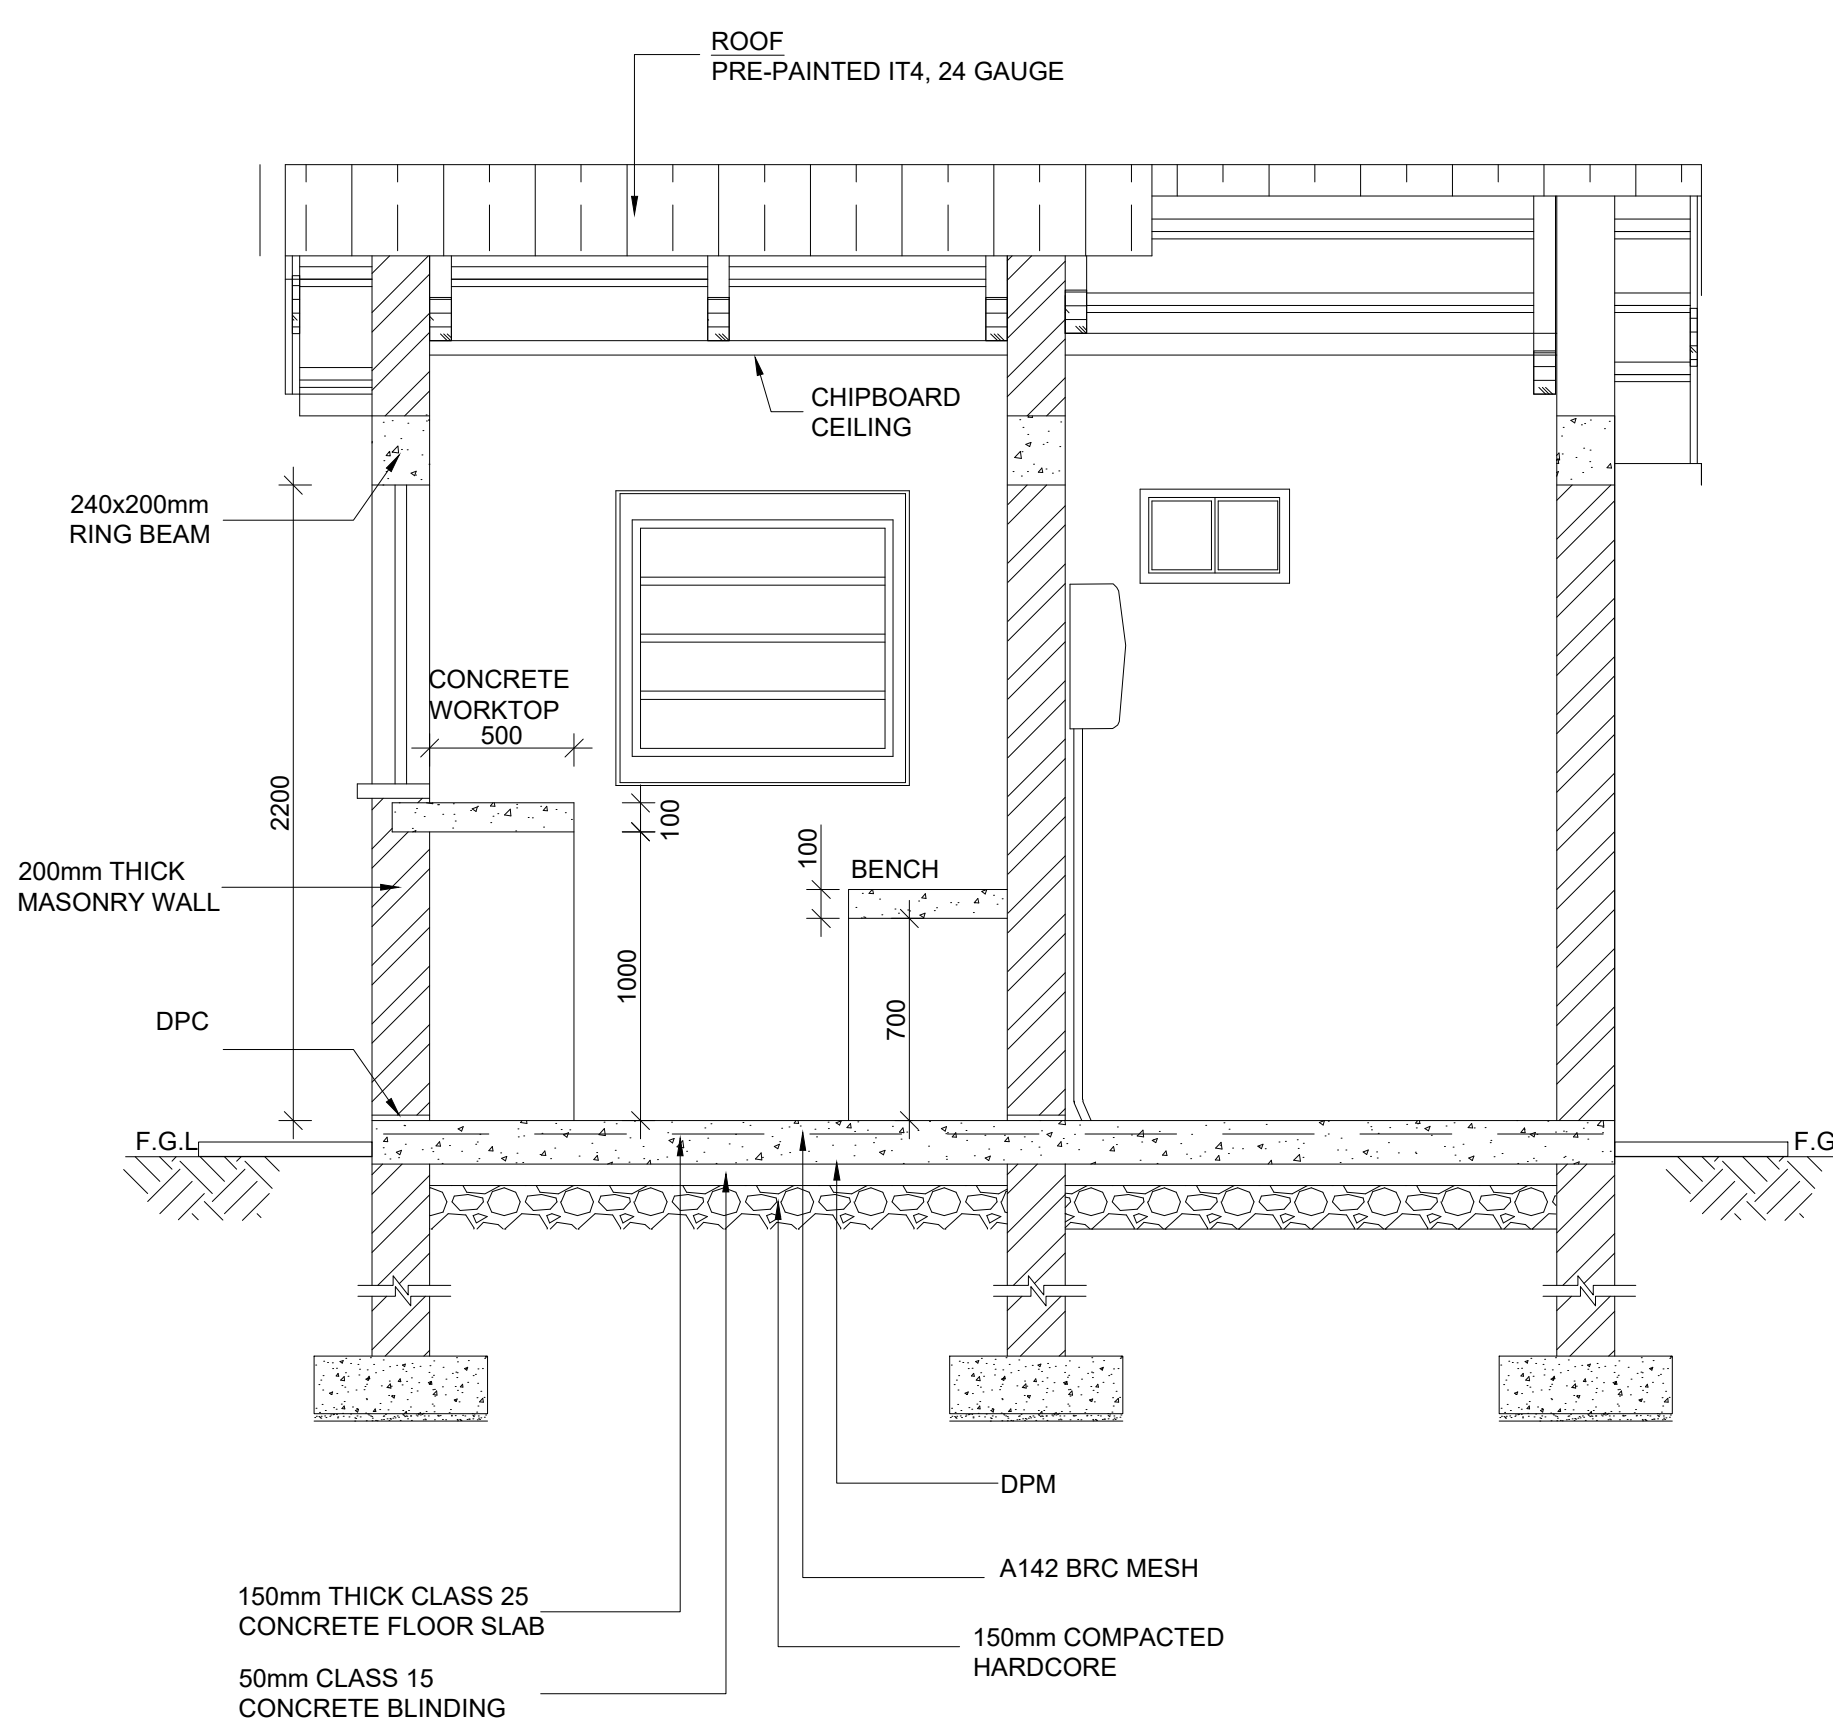 ROOF
PRE-PAINTED IT4, 24 GAUGE
CHIPBOARD
CEILING
240x200mm
RING BEAM
CONCRETE
WORKTOP
500
2200
100
200mm THICK
MASONRY WALL
100
BENCH
1000
700
DPC
F.G.L
F.G
DPM
A142 BRC MESH
150mm THICK CLASS 25
CONCRETE FLOOR SLAB
150mm COMPACTED
HARDCORE
50mm CLASS 15
CONCRETE BLINDING